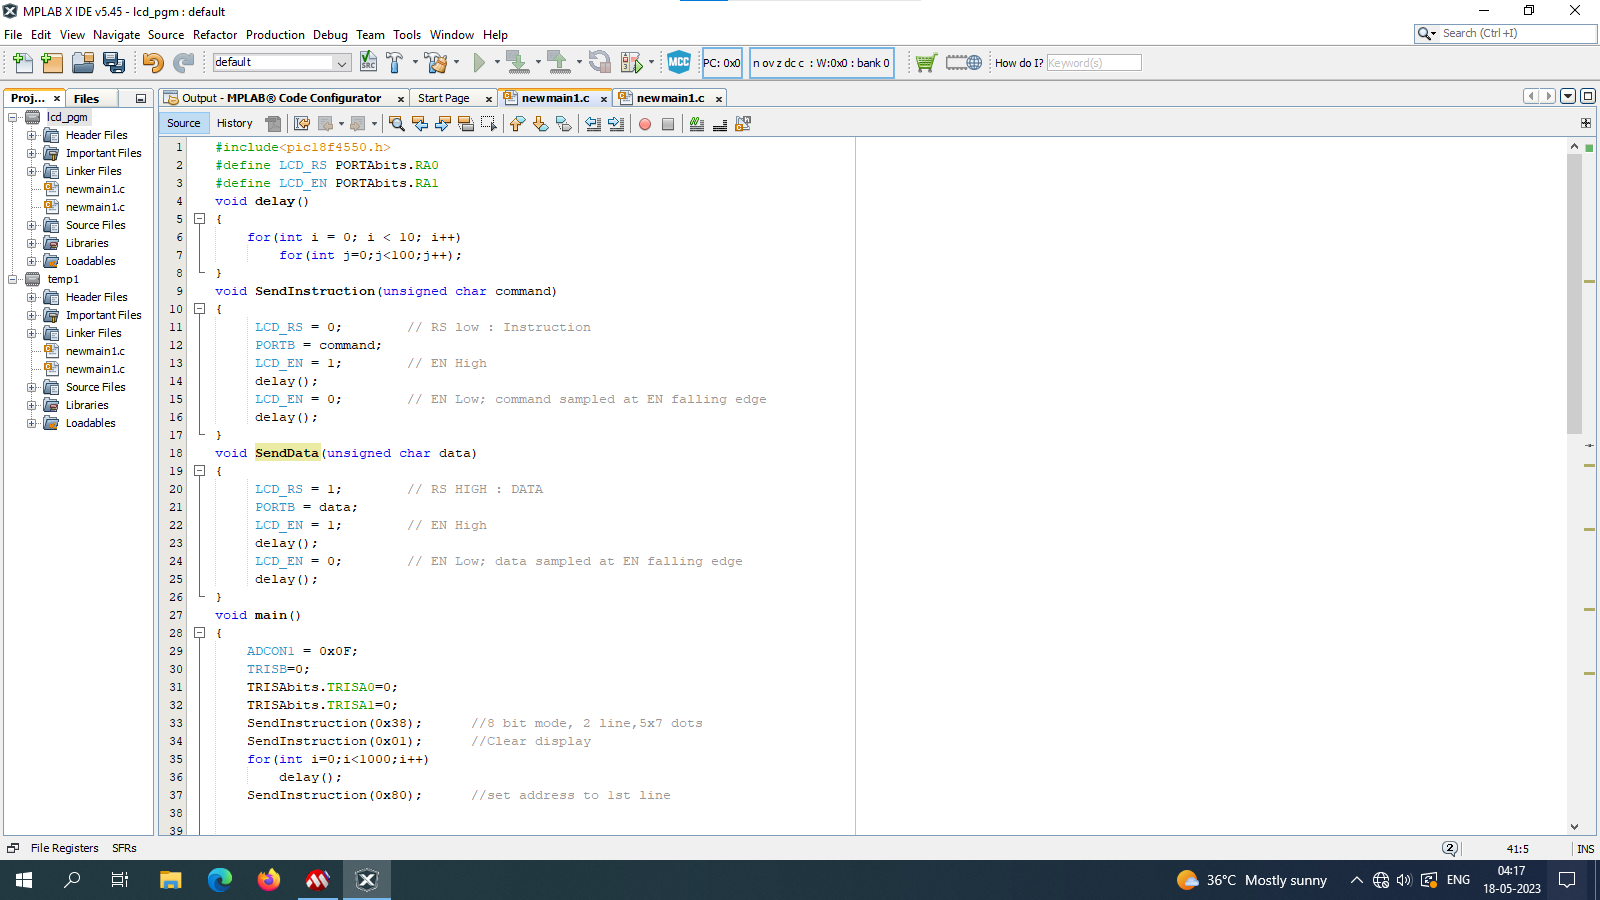 MPLAB X IDE v5.45 - lcd_pgm : default
File Edit View Navigate Source Refactor Production Debug Team Tools Window Help
Search (Ctrl+I)
default
SRC
MCC
PC: 0x0
n ov z dc c : W:0x0 : bank 0
How do I? Keyword(s)
Proj... × Files
Output - MPLAB® Code Configurator × Start Page × newmain1.c × newmain1.c ×
Source History
lcd_pgm
Header Files
Important Files
Linker Files
newmain1.c
newmain1.c
Source Files
Libraries
Loadables
temp1
Header Files
Important Files
Linker Files
newmain1.c
newmain1.c
Source Files
Libraries
Loadables
1 #include<pic18f4550.h>
2 #define LCD_RS PORTAbits.RA0
3 #define LCD_EN PORTAbits.RA1
4 void delay()
5 {
6 for(int i = 0; i < 10; i++)
7 for(int j=0;j<100;j++);
8 }
9 void SendInstruction(unsigned char command)
10 {
11 LCD_RS = 0; // RS low : Instruction
12 PORTB = command;
13 LCD_EN = 1; // EN High
14 delay();
15 LCD_EN = 0; // EN Low; command sampled at EN falling edge
16 delay();
17 }
18 void SendData(unsigned char data)
19 {
20 LCD_RS = 1; // RS HIGH : DATA
21 PORTB = data;
22 LCD_EN = 1; // EN High
23 delay();
24 LCD_EN = 0; // EN Low; data sampled at EN falling edge
25 delay();
26 }
27 void main()
28 {
29 ADCON1 = 0x0F;
30 TRISB=0;
31 TRISAbits.TRISA0=0;
32 TRISAbits.TRISA1=0;
33 SendInstruction(0x38); //8 bit mode, 2 line,5x7 dots
34 SendInstruction(0x01); //Clear display
35 for(int i=0;i<1000;i++)
36 delay();
37 SendInstruction(0x80); //set address to 1st line
38
39
File Registers SFRs
2
41:5
INS
36°C Mostly sunny
ENG
04:17
18-05-2023